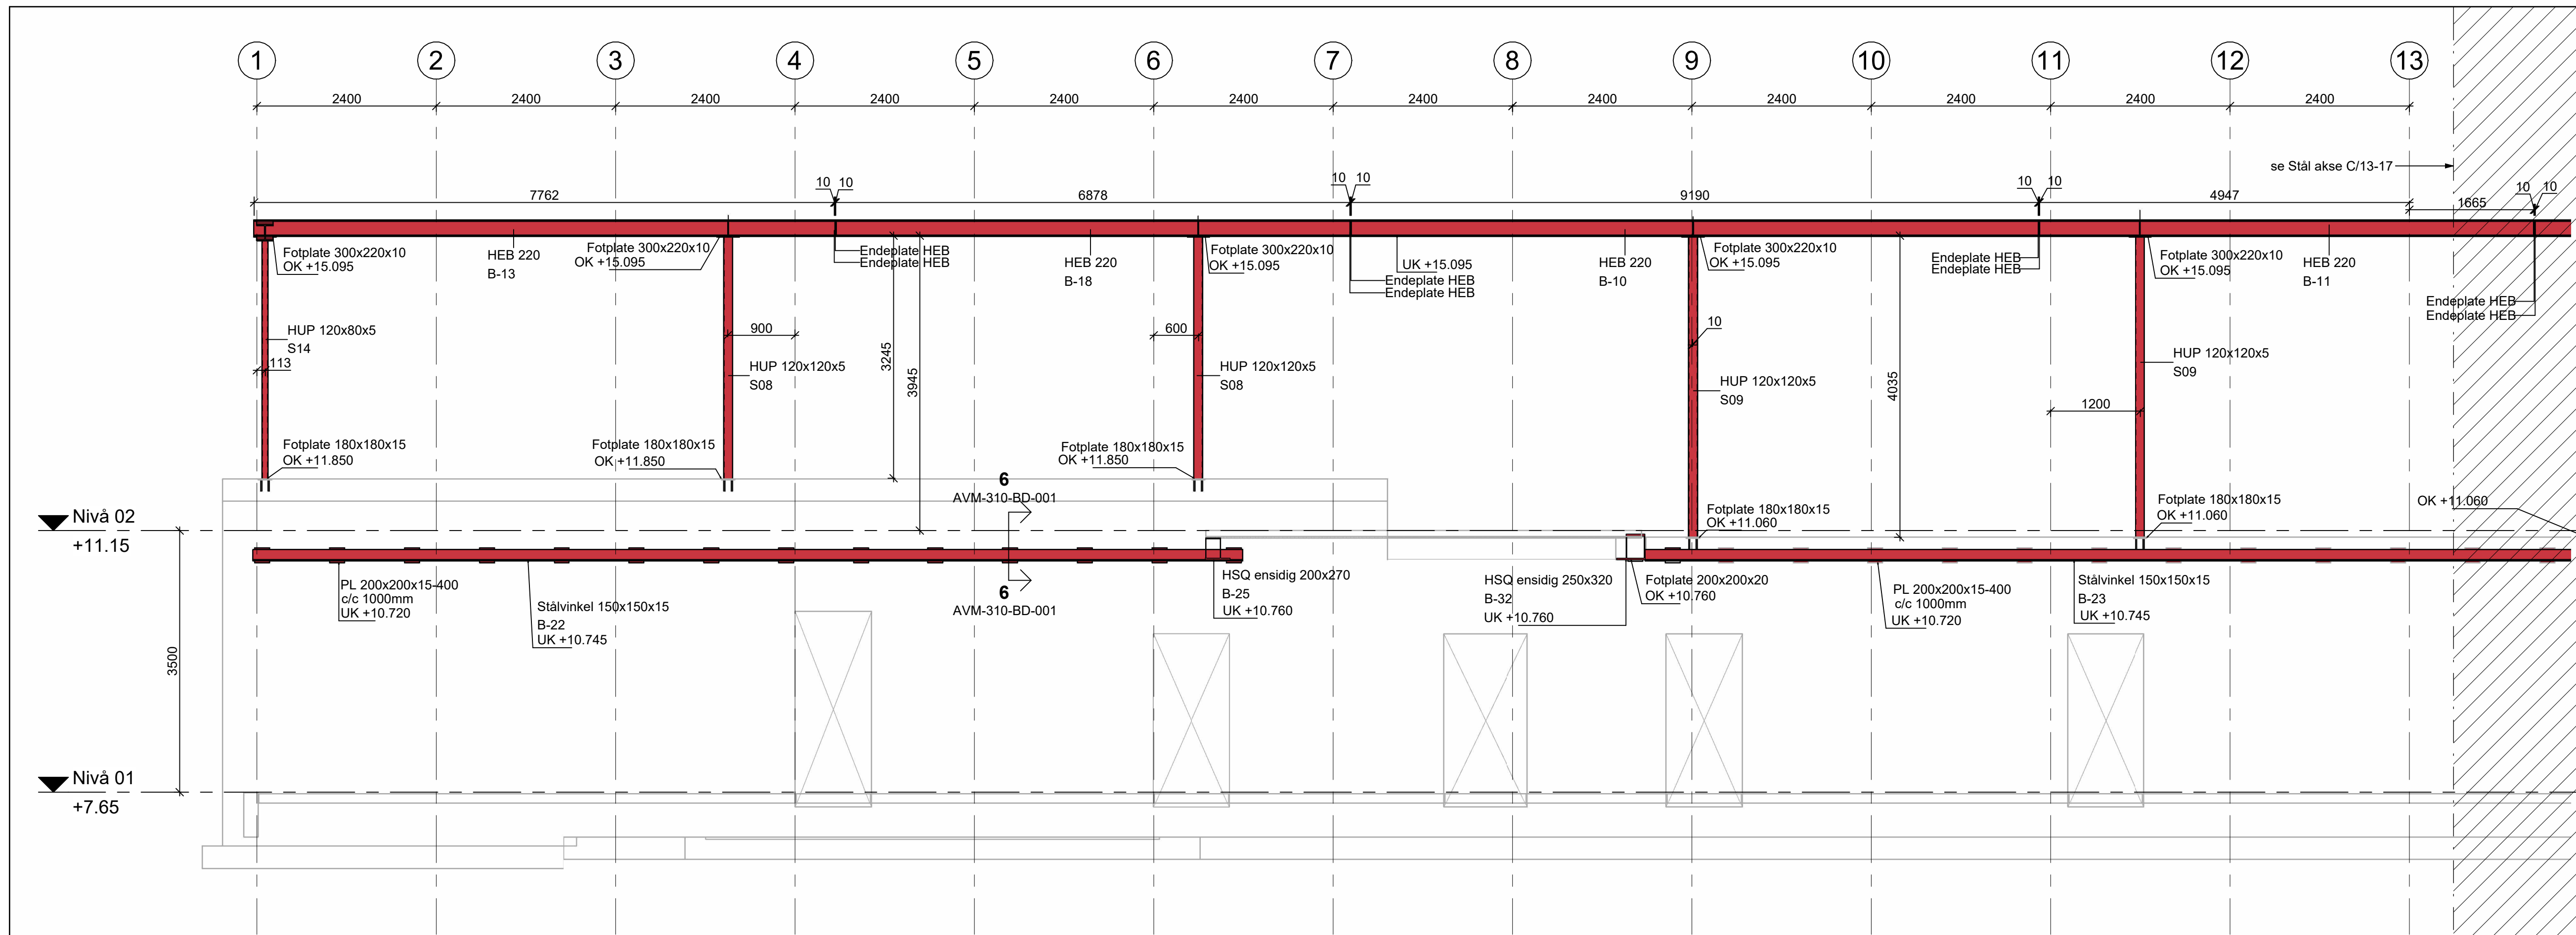 1 2 3 4 5 6 7 8 9 10 11 12 13
2400 2400 2400 2400 2400 2400 2400 2400 2400 2400 2400 2400
se Stål akse C/13-17
10 10 10 10 10 10 10 10
7762 6878 9190 4947
1665
Fotplate 300x220x10
OK +15.095
HEB 220
B-13
Fotplate 300x220x10
OK +15.095
Endeplate HEB
Endeplate HEB
HEB 220
B-18
Fotplate 300x220x10
OK +15.095
UK +15.095
Endeplate HEB
Endeplate HEB
HEB 220
B-10
Fotplate 300x220x10
OK +15.095
Endeplate HEB
Endeplate HEB
Fotplate 300x220x10
OK +15.095
HEB 220
B-11
Endeplate HEB
Endeplate HEB
HUP 120x80x5
S14
113
900
HUP 120x120x5
S08
3245
3945
600
HUP 120x120x5
S08
10
HUP 120x120x5
S09
4035
1200
HUP 120x120x5
S09
Fotplate 180x180x15
OK +11.850
Fotplate 180x180x15
OK +11.850
Fotplate 180x180x15
OK +11.850
6
AVM-310-BD-001
Fotplate 180x180x15
OK +11.060
Fotplate 180x180x15
OK +11.060
OK +11.060
Nivå 02
+11.15
PL 200x200x15-400
c/c 1000mm
UK +10.720
Stålvinkel 150x150x15
B-22
UK +10.745
6
AVM-310-BD-001
HSQ ensidig 200x270
B-25
UK +10.760
HSQ ensidig 250x320
B-32
UK +10.760
Fotplate 200x200x20
OK +10.760
PL 200x200x15-400
c/c 1000mm
UK +10.720
Stålvinkel 150x150x15
B-23
UK +10.745
3500
Nivå 01
+7.65